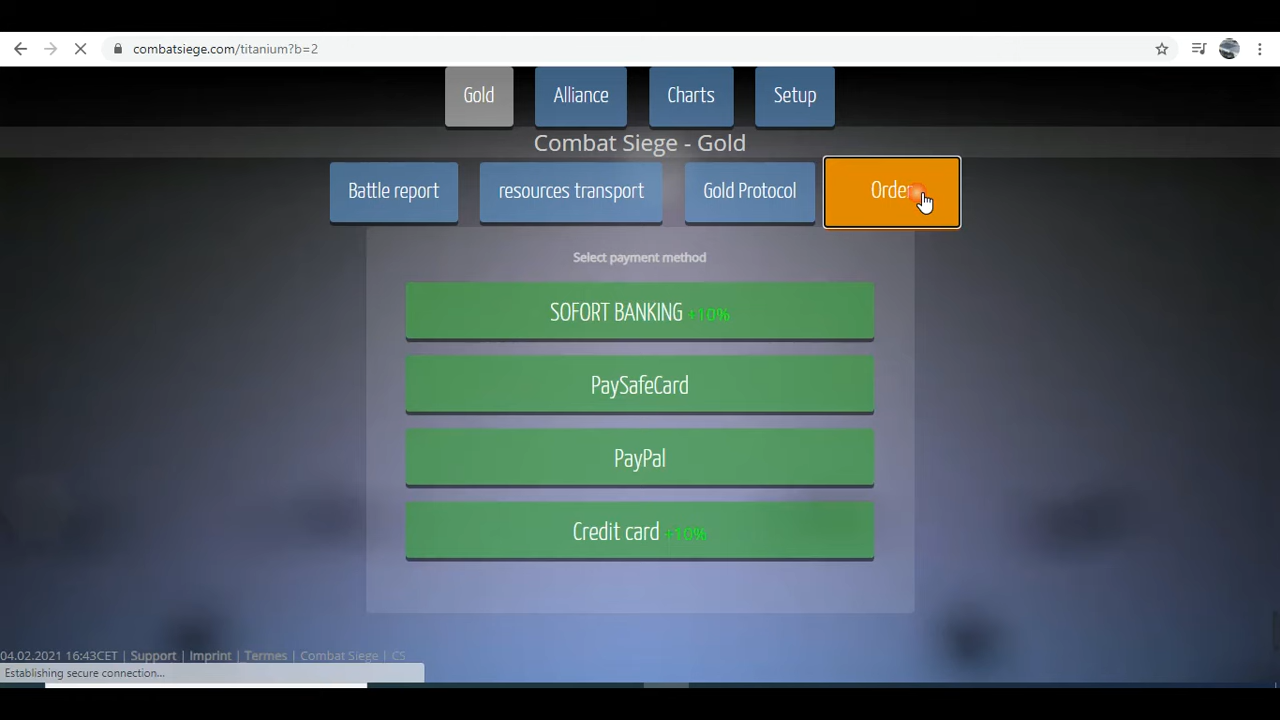 combatsiege.com/titanium?b=2
Gold Alliance Charts Setup
Combat Siege - Gold
Battle report resources transport Gold Protocol Order
Select payment method
SOFORT BANKING +10%
PaySafeCard
PayPal
Credit card +10%
04.02.2021 16:43CET | Support | Imprint | Termes | Combat Siege | CS
Establishing secure connection...